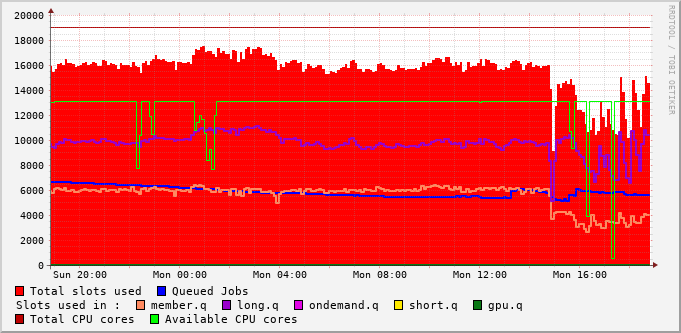 20000
18000
16000
14000
12000
10000
8000
6000
4000
2000
0
Sun 20:00 Mon 00:00 Mon 04:00 Mon 08:00 Mon 12:00 Mon 16:00
RRDTOOL / TOBI OETIKER
Total slots used Queued Jobs
Slots used in : member.q long.q ondemand.q short.q gpu.q
Total CPU cores Available CPU cores